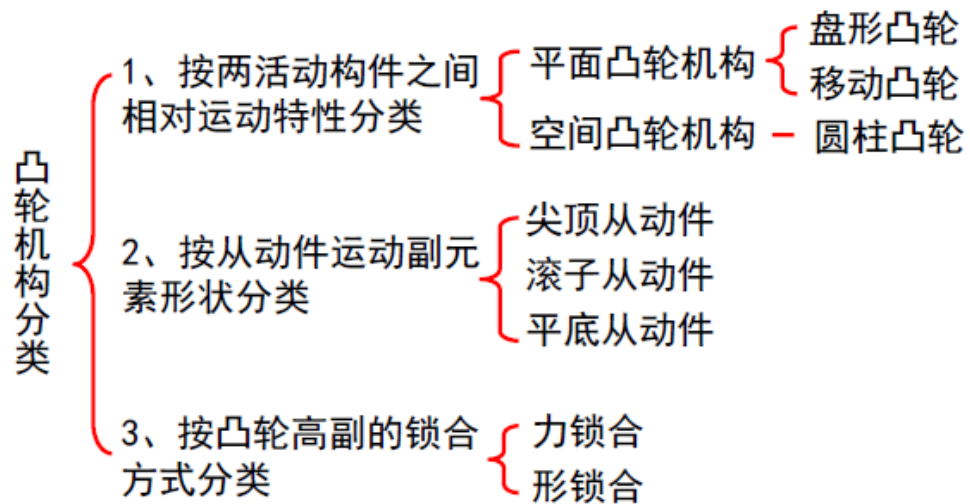 凸轮机构分类
1、按两活动构件之间
相对运动特性分类
平面凸轮机构
盘形凸轮
移动凸轮
空间凸轮机构
圆柱凸轮
2、按从动件运动副元
素形状分类
尖顶从动件
滚子从动件
平底从动件
3、按凸轮高副的锁合
方式分类
力锁合
形锁合